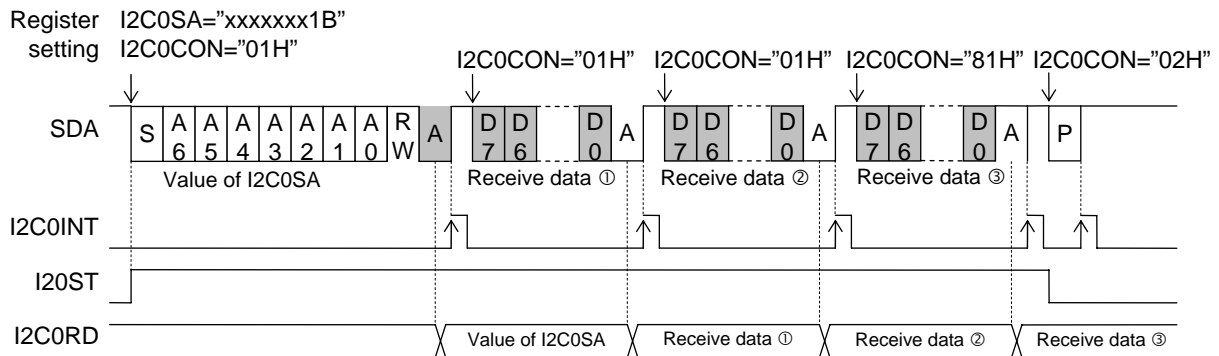 Register I2C0SA="xxxxxxx1B"
setting I2C0CON="01H"
I2C0CON="01H" I2C0CON="01H" I2C0CON="81H" I2C0CON="02H"
SDA S A6 A5 A4 A3 A2 A1 A0 RW A D7 D6 D0 A D7 D6 D0 A D7 D6 D0 A P
Value of I2C0SA Receive data ① Receive data ② Receive data ③
I2C0INT
I20ST
I2C0RD Value of I2C0SA Receive data ① Receive data ② Receive data ③